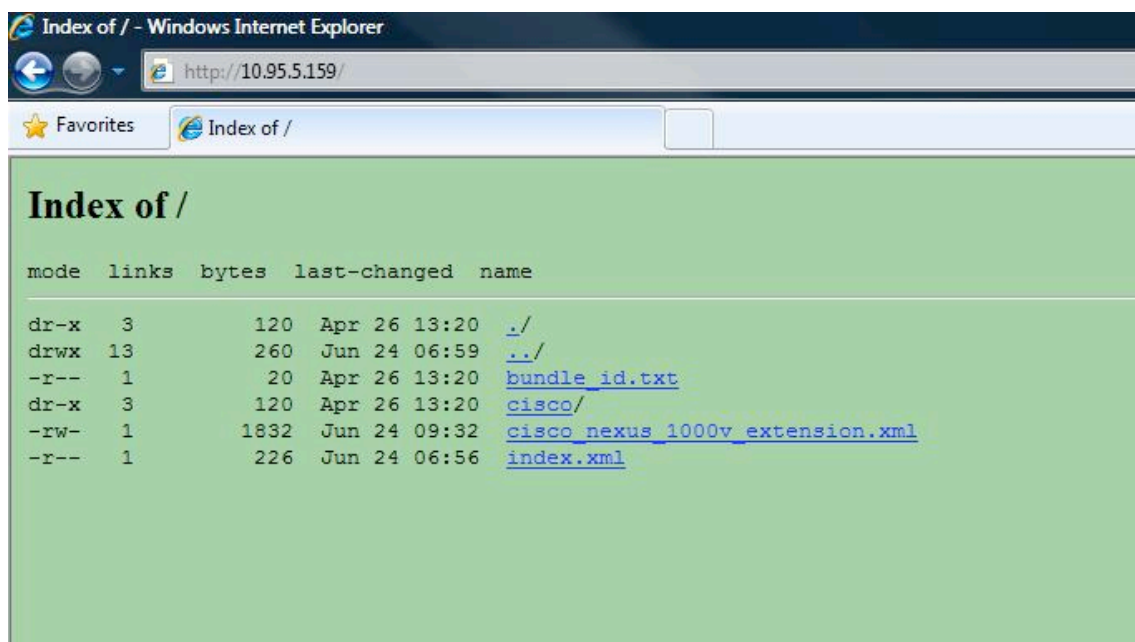 Index of / - Windows Internet Explorer
http://10.95.5.159/
Favorites Index of /
Index of /
mode links bytes last-changed name
dr-x 3 120 Apr 26 13:20 ./
drwx 13 260 Jun 24 06:59 ../
-r-- 1 20 Apr 26 13:20 bundle_id.txt
dr-x 3 120 Apr 26 13:20 cisco/
-rw- 1 1832 Jun 24 09:32 cisco_nexus_1000v_extension.xml
-r-- 1 226 Jun 24 06:56 index.xml